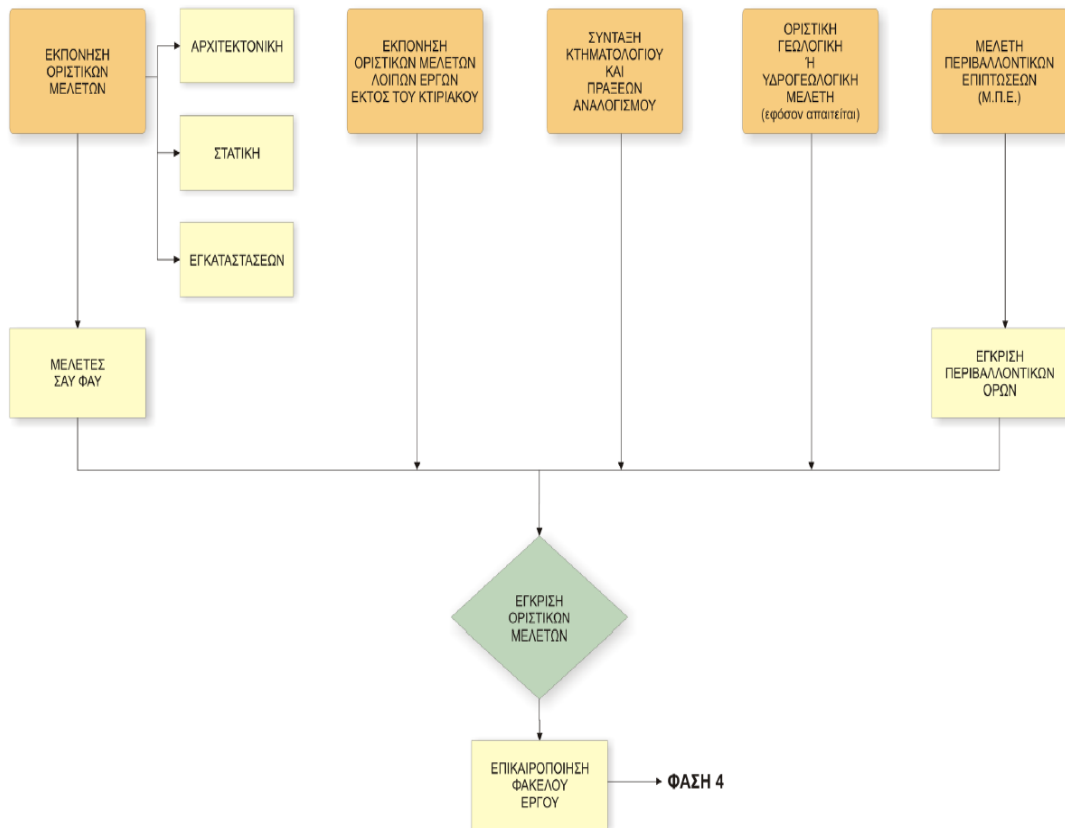 ΕΚΠΟΝΗΣΗ
ΟΡΙΣΤΙΚΩΝ
ΜΕΛΕΤΩΝ
ΑΡΧΙΤΕΚΤΟΝΙΚΗ
ΣΤΑΤΙΚΗ
ΕΓΚΑΤΑΣΤΑΣΕΩΝ
ΕΚΠΟΝΗΣΗ
ΟΡΙΣΤΙΚΩΝ ΜΕΛΕΤΩΝ
ΛΟΙΠΩΝ ΕΡΓΩΝ
ΕΚΤΟΣ ΤΟΥ ΚΤΙΡΙΑΚΟΥ
ΣΥΝΤΑΞΗ
ΚΤΗΜΑΤΟΛΟΓΙΟΥ
ΚΑΙ
ΠΡΑΞΕΩΝ
ΑΝΑΛΟΓΙΣΜΟΥ
ΟΡΙΣΤΙΚΗ
ΓΕΩΛΟΓΙΚΗ
Ή
ΥΔΡΟΓΕΩΛΟΓΙΚΗ
ΜΕΛΕΤΗ
(εφόσον απαιτείται)
ΜΕΛΕΤΗ
ΠΕΡΙΒΑΛΛΟΝΤΙΚΩΝ
ΕΠΙΠΤΩΣΕΩΝ
(Μ.Π.Ε.)
ΜΕΛΕΤΕΣ
ΣΑΥ ΦΑΥ
ΕΓΚΡΙΣΗ
ΠΕΡΙΒΑΛΛΟΝΤΙΚΩΝ
ΟΡΩΝ
ΕΓΚΡΙΣΗ
ΟΡΙΣΤΙΚΩΝ
ΜΕΛΕΤΩΝ
ΕΠΙΚΑΙΡΟΠΟΙΗΣΗ
ΦΑΚΕΛΟΥ
ΕΡΓΟΥ
ΦΑΣΗ 4